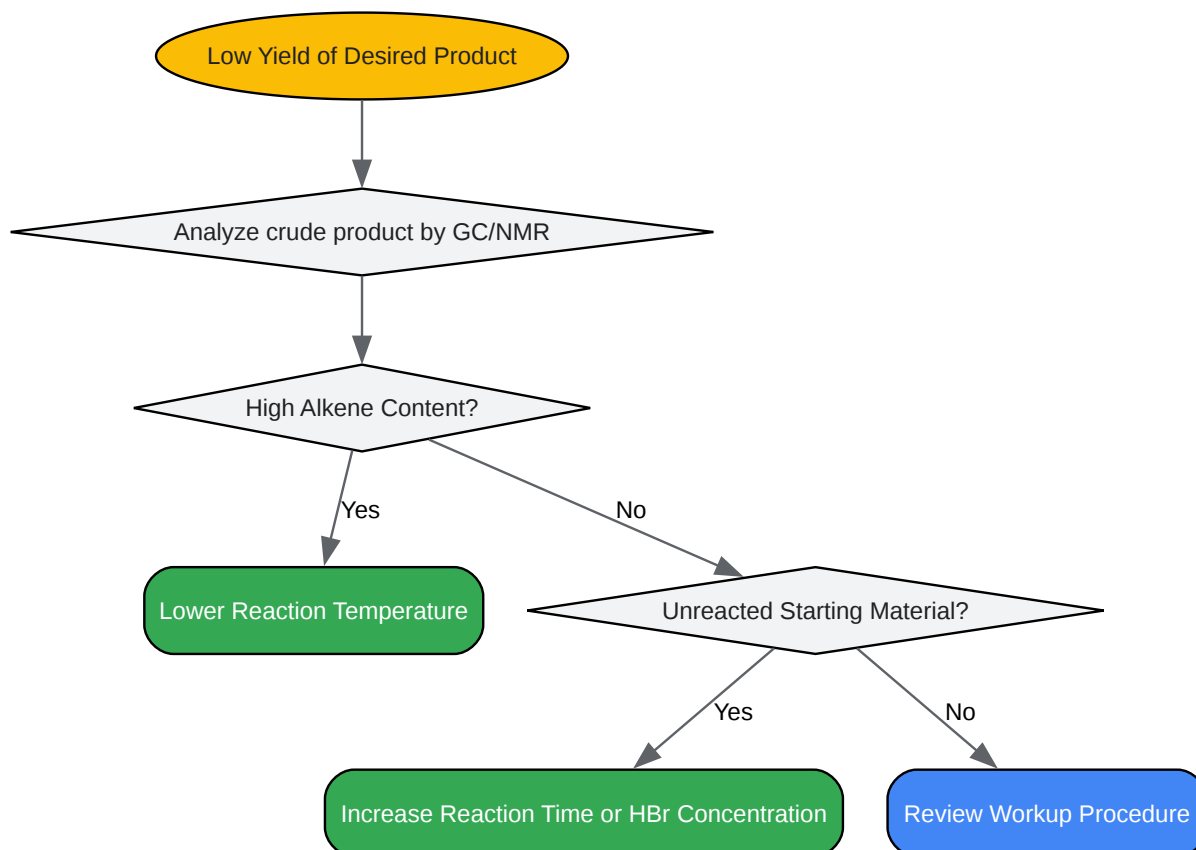 Low Yield of Desired Product
Analyze crude product by GC/NMR
High Alkene Content?
Yes
No
Lower Reaction Temperature
Unreacted Starting Material?
Yes
No
Increase Reaction Time or HBr Concentration
Review Workup Procedure